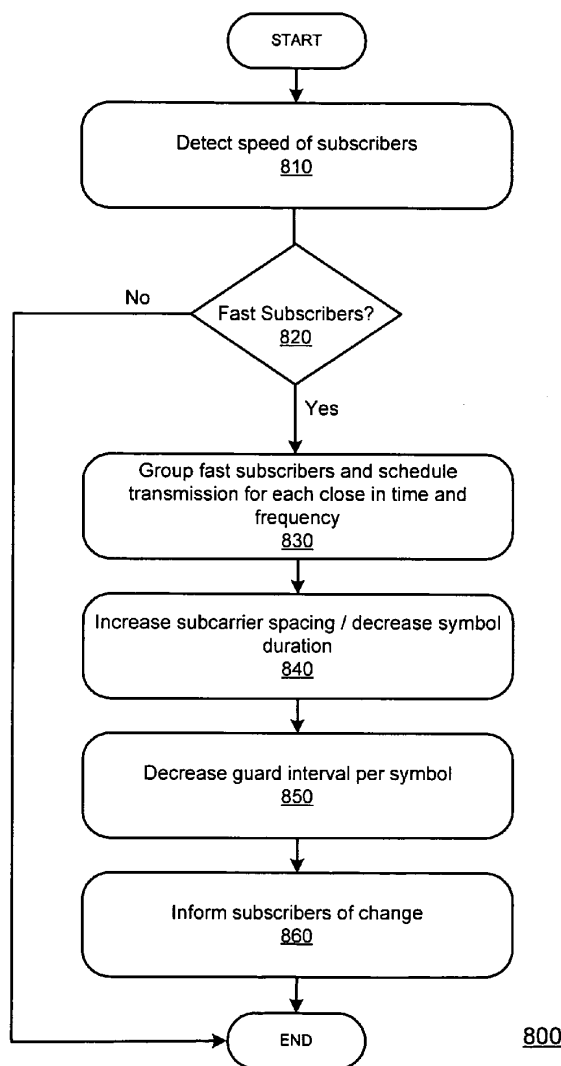 START
Detect speed of subscribers
810
No
Fast Subscribers?
820
Yes
Group fast subscribers and schedule
transmission for each close in time and
frequency
830
Increase subcarrier spacing / decrease symbol
duration
840
Decrease guard interval per symbol
850
Inform subscribers of change
860
END
800